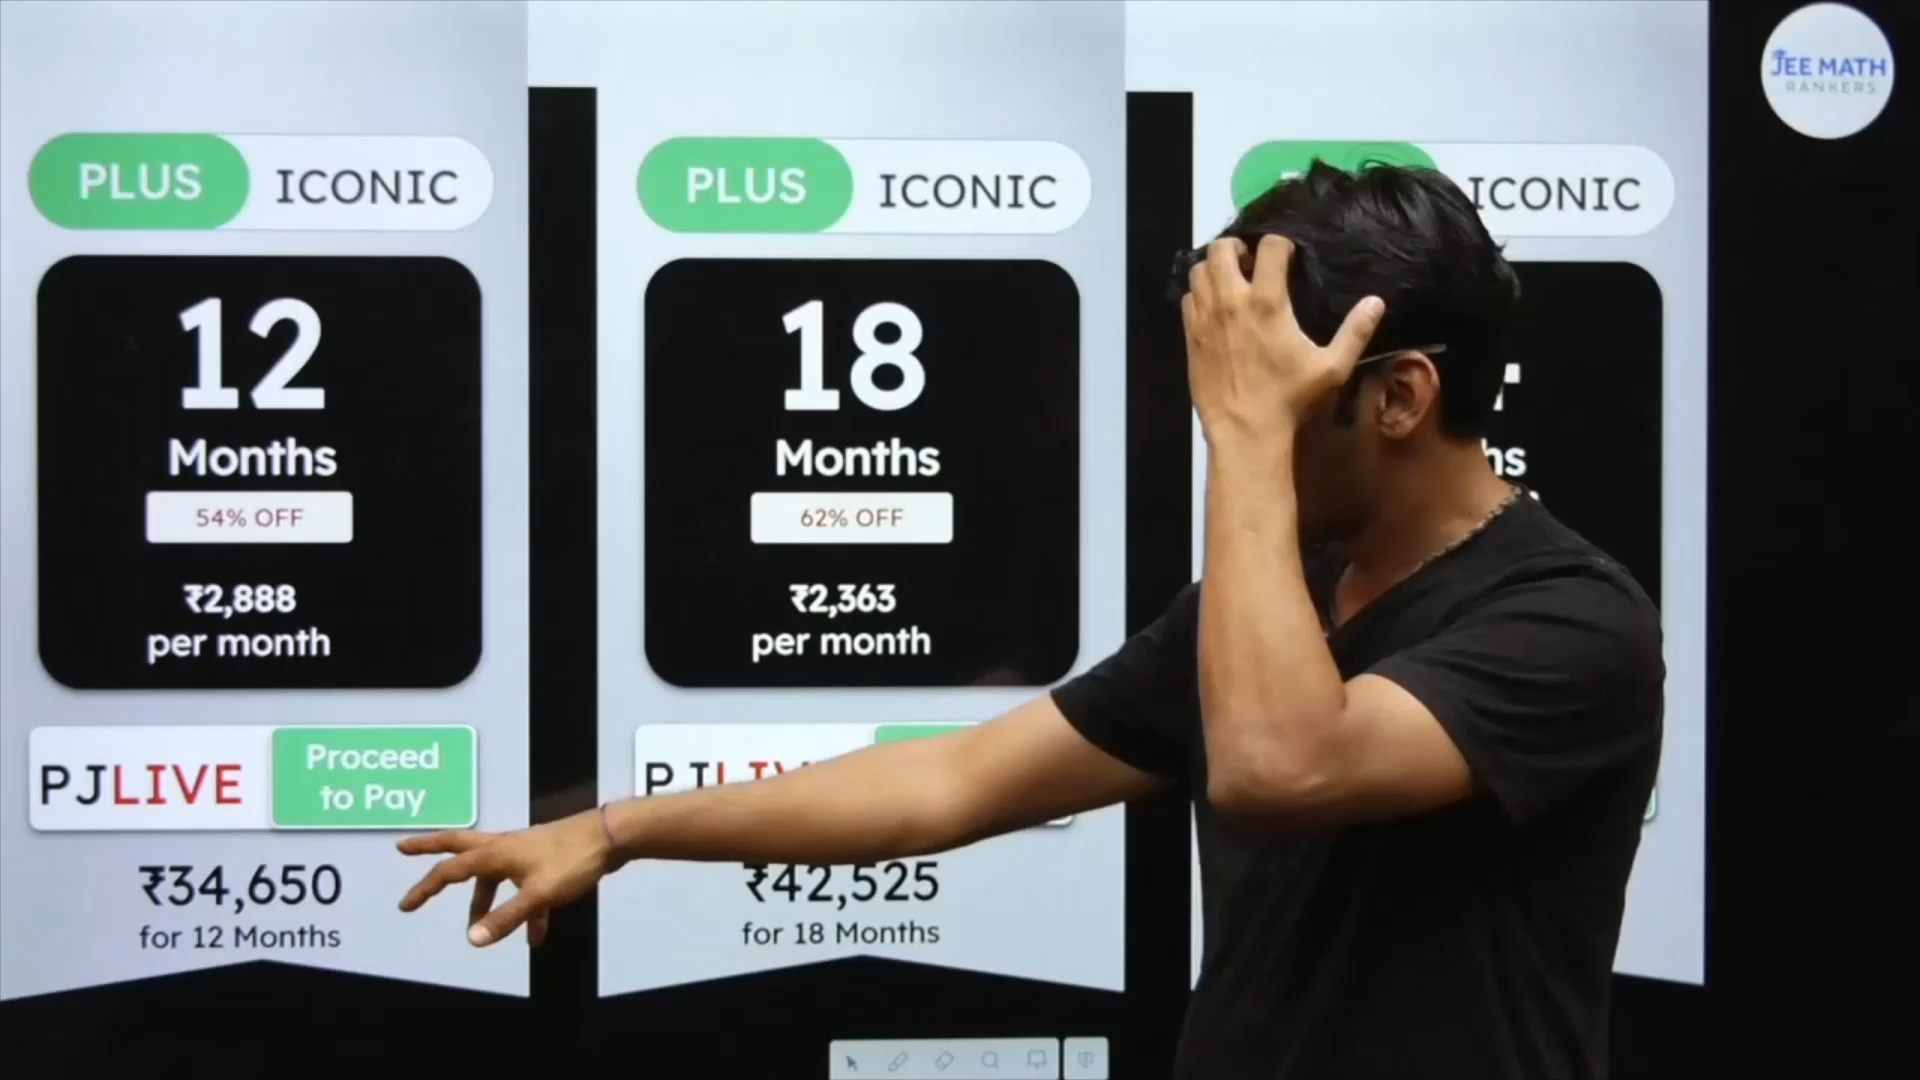 JEE MATH
RANKERS
PLUS ICONIC
12
Months
54% OFF
₹2,888
per month
PJLIVE
Proceed
to Pay
₹34,650
for 12 Months
PLUS ICONIC
18
Months
62% OFF
₹2,363
per month
₹42,525
for 18 Months
ICONIC